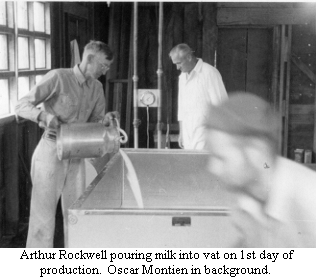 Arthur Rockwell pouring milk into vat on 1st day of
production.  Oscar Montien in background.